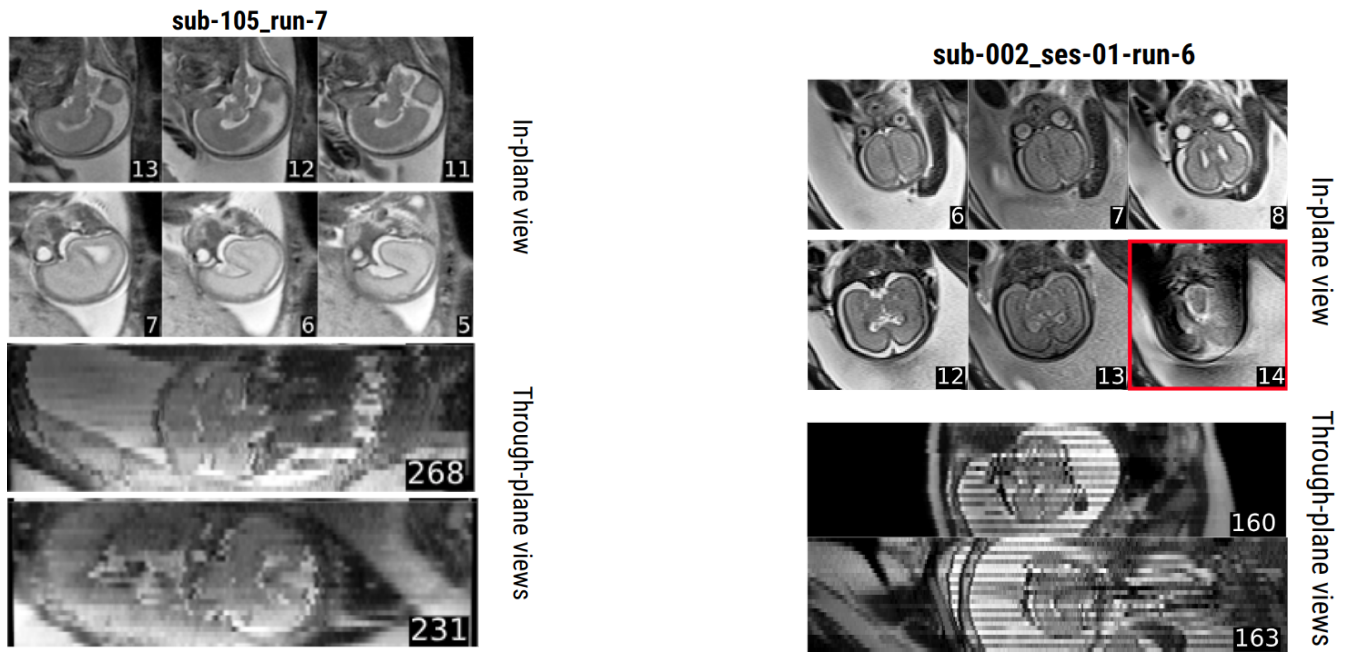 sub-105_run-7
13 12 11
7 6 5
268
231
In-plane view
Through-plane views
sub-002_ses-01-run-6
6 7 8
12 13 14
160
163
In-plane view
Through-plane views